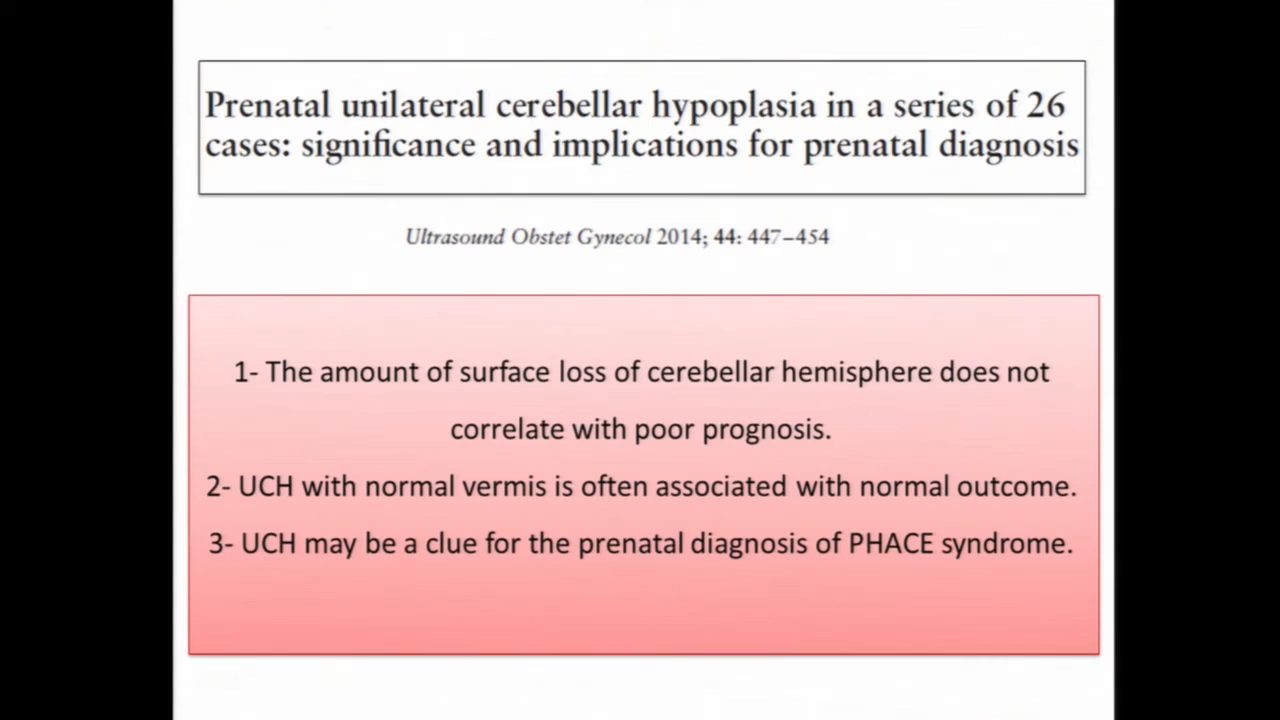 Prenatal unilateral cerebellar hypoplasia in a series of 26
cases: significance and implications for prenatal diagnosis
Ultrasound Obstet Gynecol 2014; 44: 447–454
1- The amount of surface loss of cerebellar hemisphere does not
correlate with poor prognosis.
2- UCH with normal vermis is often associated with normal outcome.
3- UCH may be a clue for the prenatal diagnosis of PHACE syndrome.